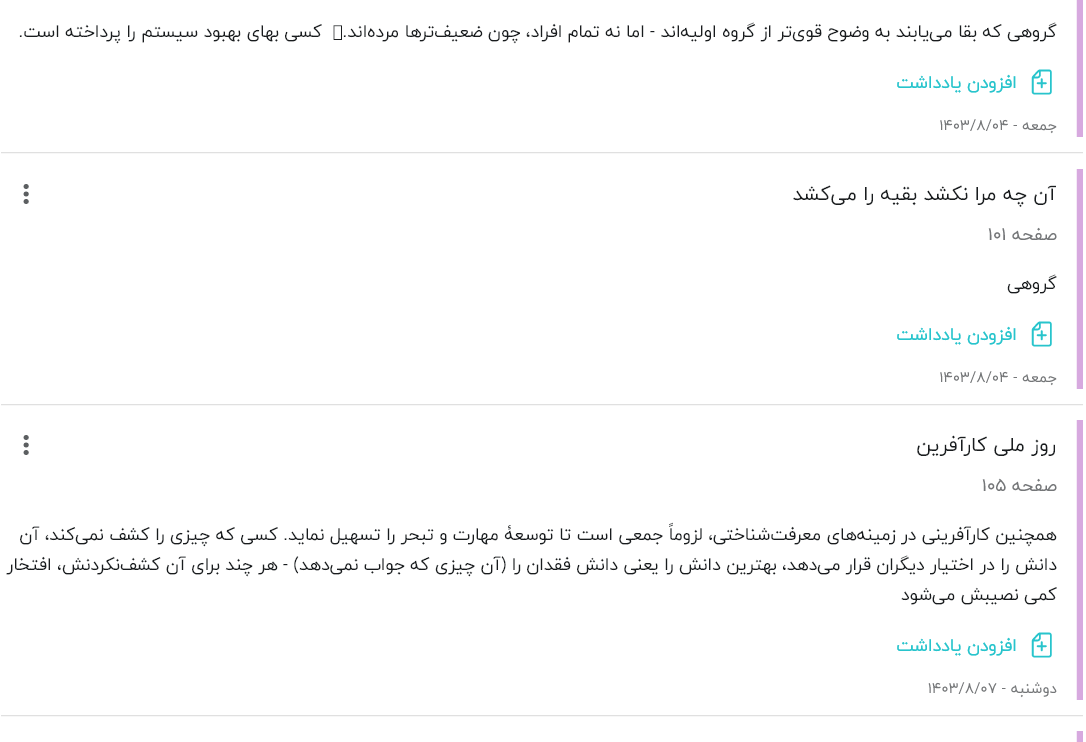 گروهی که بقا می‌یابند به وضوح قوی‌تر از گروه اولیه‌اند - اما نه تمام افراد، چون ضعیف‌ترها مرده‌اند.  کسی بهای بهبود سیستم را پرداخته است.
افزودن یادداشت
جمعه - ۱۴۰۳/۸/۰۴
آن چه مرا نکشد بقیه را می‌کشد
صفحه ۱۰۱
گروهی
افزودن یادداشت
جمعه - ۱۴۰۳/۸/۰۴
روز ملی کارآفرین
صفحه ۱۰۵
همچنین کارآفرینی در زمینه‌های معرفت‌شناختی، لزوماً جمعی است تا توسعهٔ مهارت و تبحر را تسهیل نماید. کسی که چیزی را کشف نمی‌کند، آن
دانش را در اختیار دیگران قرار می‌دهد، بهترین دانش را یعنی دانش فقدان را (آن چیزی که جواب نمی‌دهد) - هر چند برای آن کشف‌نکردنش، افتخار
کمی نصیبش می‌شود
افزودن یادداشت
دوشنبه - ۱۴۰۳/۸/۰۷